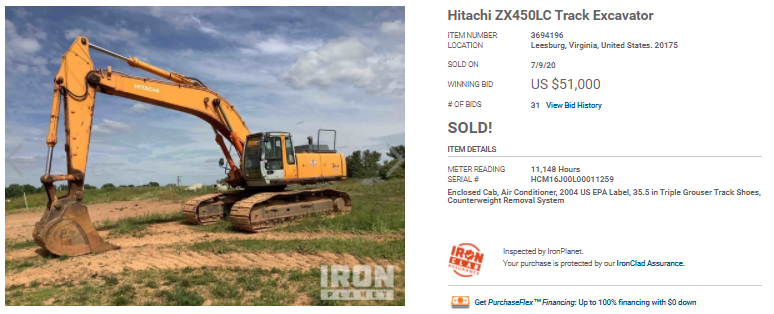 Hitachi ZX450LC Track Excavator
ITEM NUMBER 3694196
LOCATION Leesburg, Virginia, United States. 20175
SOLD ON 7/9/20
WINNING BID US $51,000
# OF BIDS 31 View Bid History
SOLD!
ITEM DETAILS
METER READING 11,148 Hours
SERIAL # HCM16J00L00011259
Enclosed Cab, Air Conditioner, 2004 US EPA Label, 35.5 in Triple Grouser Track Shoes,
Counterweight Removal System
HITACHI
IRON
PLANET
IRON
CLAD
ASSURANCE
Inspected by IronPlanet.
Your purchase is protected by our IronClad Assurance.
Get PurchaseFlex™ Financing: Up to 100% financing with $0 down